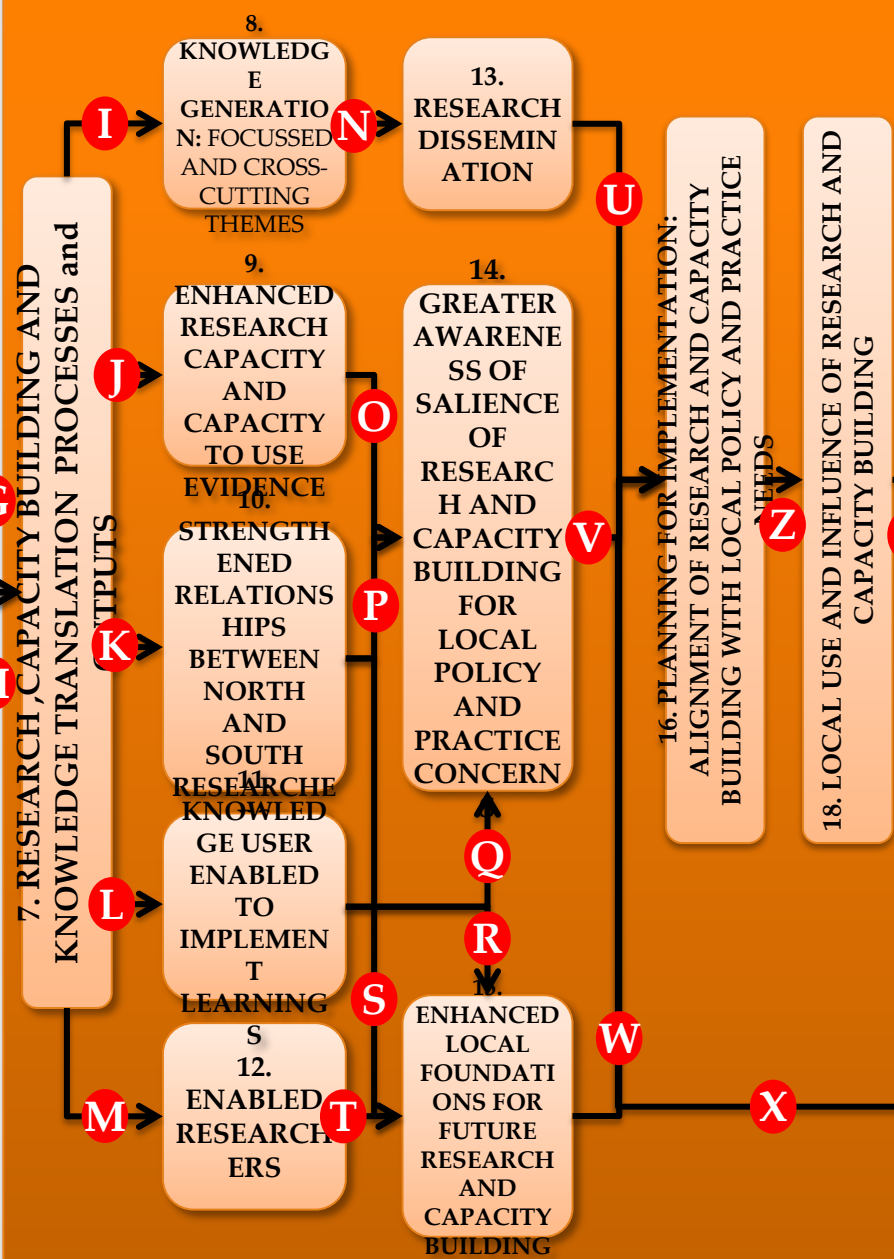 7. RESEARCH ,CAPACITY BUILDING AND
KNOWLEDGE TRANSLATION PROCESSES and
OUTPUTS
G
I
J
K
L
M
8.
KNOWLEDG
E
GENERATIO
N: FOCUSSED
AND CROSS-
CUTTING
THEMES
9.
ENHANCED
RESEARCH
CAPACITY
AND
CAPACITY
TO USE
EVIDENCE
10.
STRENGTH
ENED
RELATIONS
HIPS
BETWEEN
NORTH
AND
SOUTH
RESEARCHE
11.
KNOWLED
GE USER
ENABLED
TO
IMPLEMEN
T
LEARNING
S
12.
ENABLED
RESEARCH
ERS
N
O
P
S
T
13.
RESEARCH
DISSEMIN
ATION
14.
GREATER
AWARENE
SS OF
SALIENCE
OF
RESEARC
H AND
CAPACITY
BUILDING
FOR
LOCAL
POLICY
AND
PRACTICE
CONCERN
Q
R
15.
ENHANCED
LOCAL
FOUNDATI
ONS FOR
FUTURE
RESEARCH
AND
CAPACITY
BUILDING
U
V
W
X
16. PLANNING FOR IMPLEMENTATION:
ALIGNMENT OF RESEARCH AND CAPACITY
BUILDING WITH LOCAL POLICY AND PRACTICE
NEEDS
Z
18. LOCAL USE AND INFLUENCE OF RESEARCH AND
CAPACITY BUILDING